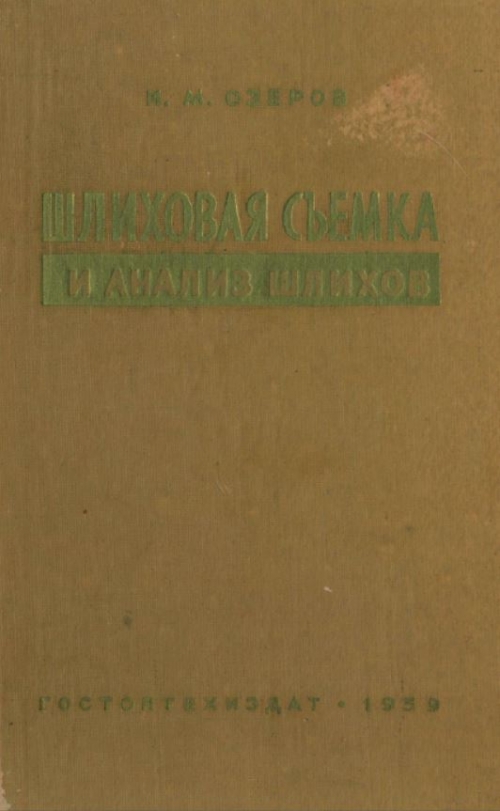 И. М. ОЗЕРОВ
ШЛИХОВАЯ СЪЕМКА
И АНАЛИЗ ШЛИХОВ
ГОСТОПТЕХИЗДАТ • 1959